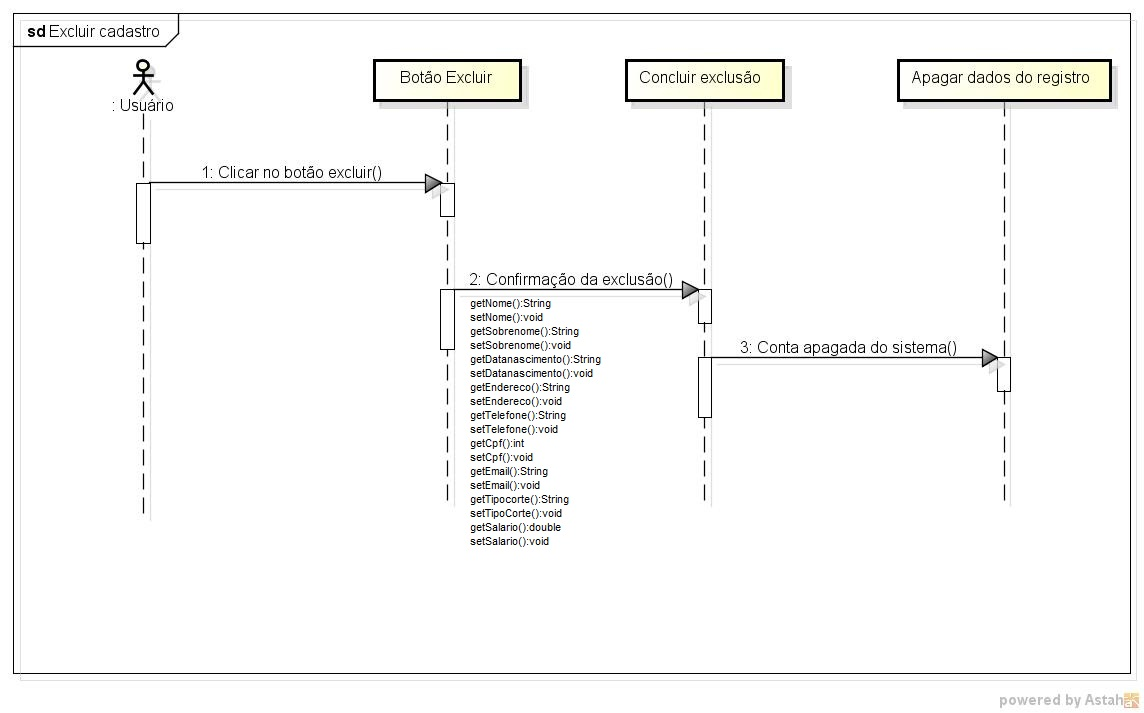 sd Excluir cadastro
: Usuário
Botão Excluir
Concluir exclusão
Apagar dados do registro
1: Clicar no botão excluir()
2: Confirmação da exclusão()
getNome():String
setNome():void
getSobrenome():String
setSobrenome():void
getDatanascimento():String
setDatanascimento():void
getEndereco():String
setEndereco():void
getTelefone():String
setTelefone():void
getCpf():int
setCpf():void
getEmail():String
setEmail():void
getTipocorte():String
setTipoCorte():void
getSalario():double
setSalario():void
3: Conta apagada do sistema()
powered by Astah